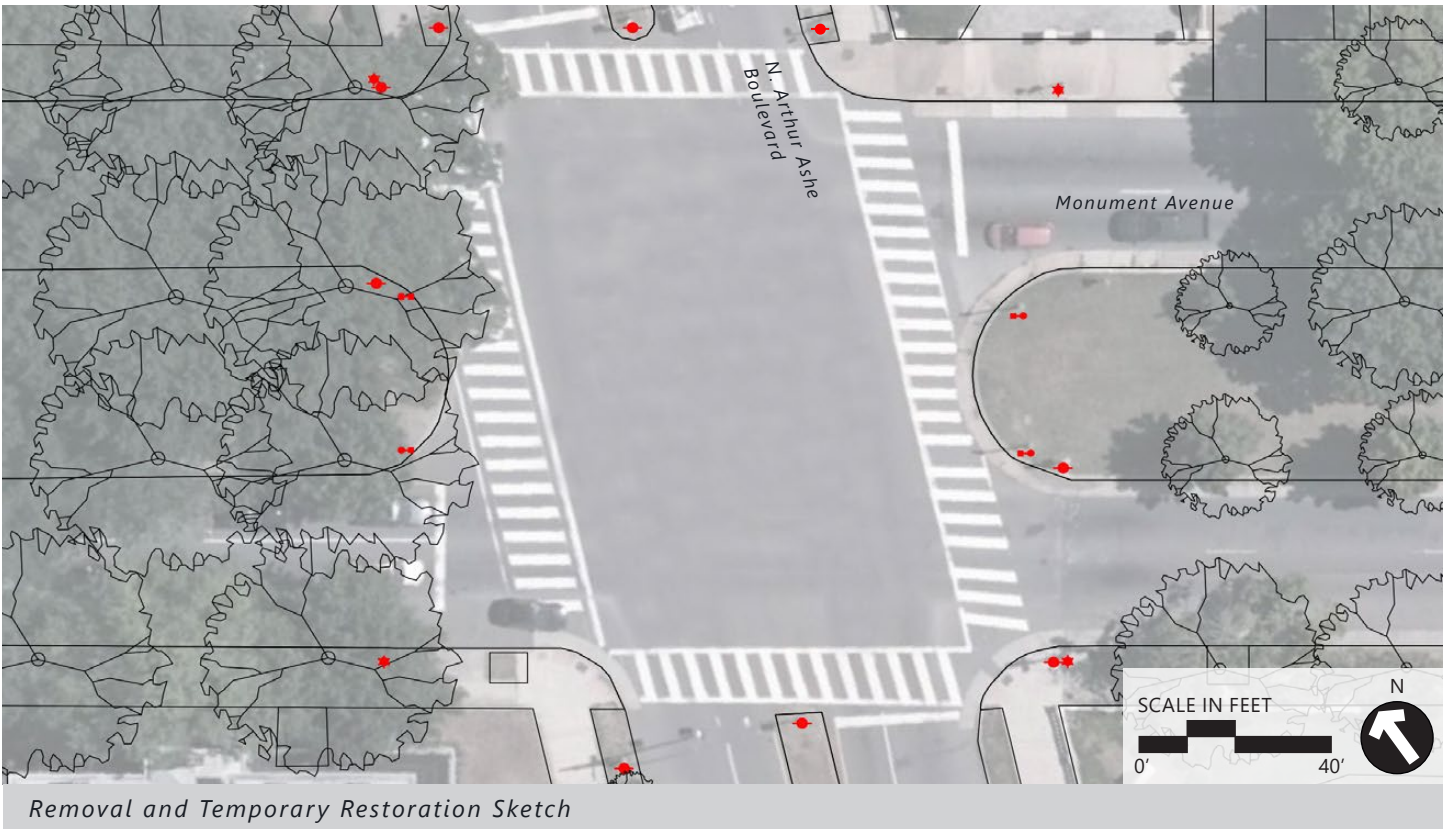 N. Arthur Ashe
Boulevard
Monument Avenue
SCALE IN FEET
0’
40’
N
Removal and Temporary Restoration Sketch